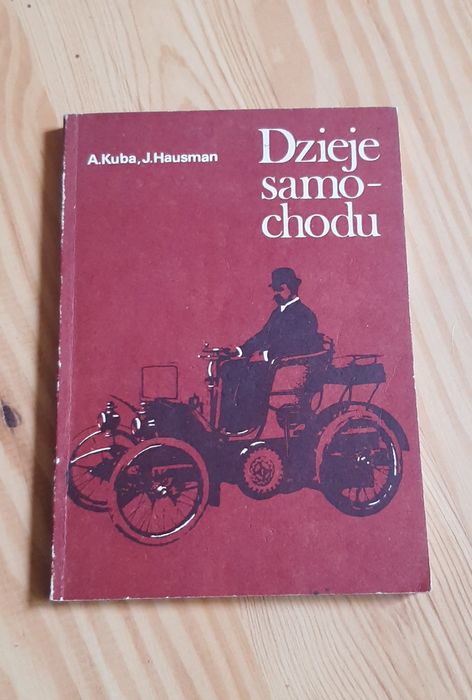 A.Kuba, J.Hausman
Dzieje
samo-
chodu